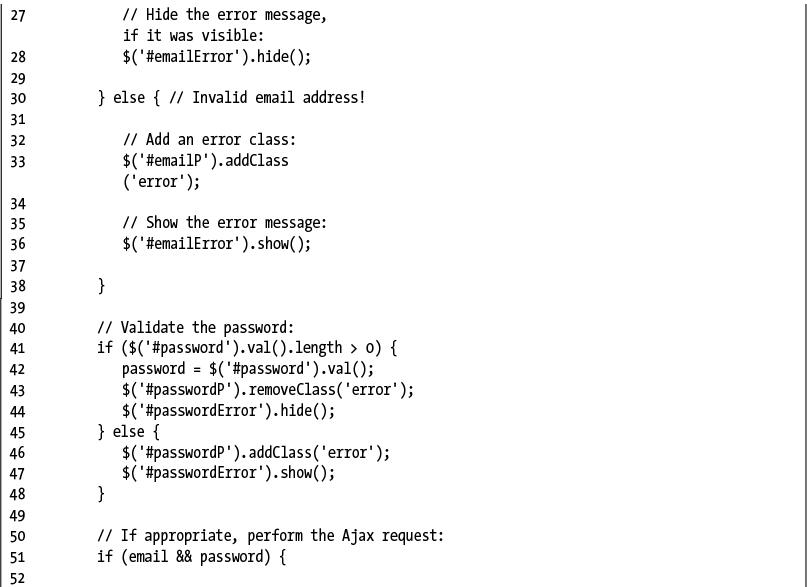 27 // Hide the error message,
if it was visible:
28 $('#emailError').hide();
29
30 } else { // Invalid email address!
31
32 // Add an error class:
33 $('#emailP').addClass
('error');
34
35 // Show the error message:
36 $('#emailError').show();
37
38 }
39
40 // Validate the password:
41 if ($('#password').val().length > 0) {
42 password = $('#password').val();
43 $('#passwordP').removeClass('error');
44 $('#passwordError').hide();
45 } else {
46 $('#passwordP').addClass('error');
47 $('#passwordError').show();
48 }
49
50 // If appropriate, perform the Ajax request:
51 if (email && password) {
52